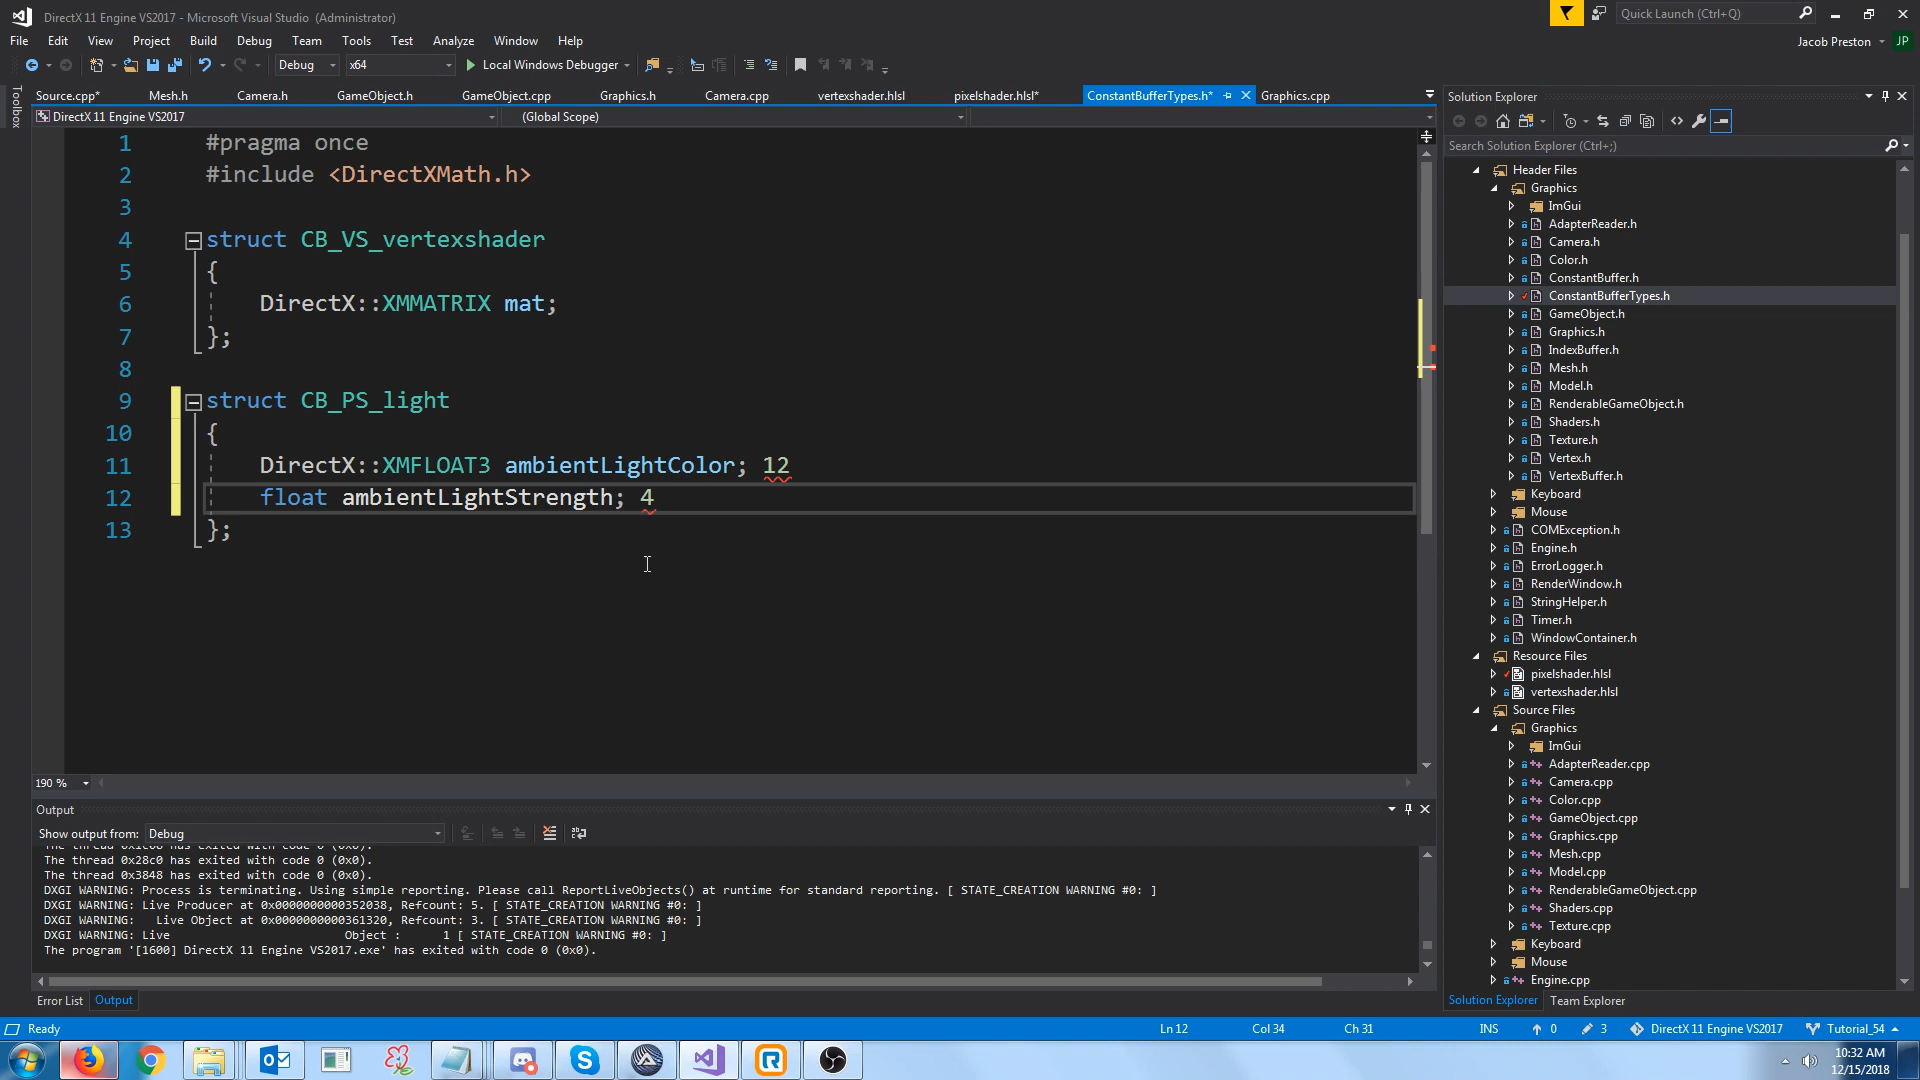 DirectX 11 Engine VS2017 - Microsoft Visual Studio (Administrator)
Quick Launch (Ctrl+Q)
File Edit View Project Build Debug Team Tools Test Analyze Window Help
Jacob Preston JP
Debug x64 Local Windows Debugger
Toolbox
Source.cpp* Mesh.h Camera.h GameObject.h GameObject.cpp Graphics.h Camera.cpp vertexshader.hlsl pixelshader.hlsl* ConstantBufferTypes.h* Graphics.cpp
DirectX 11 Engine VS2017 (Global Scope)
1 #pragma once
2 #include <DirectXMath.h>
3
4 struct CB_VS_vertexshader
5 {
6 DirectX::XMMATRIX mat;
7 };
8
9 struct CB_PS_light
10 {
11 DirectX::XMFLOAT3 ambientLightColor; 12
12 float ambientLightStrength; 4
13 };
190 %
Output
Show output from: Debug
The thread 0x28c0 has exited with code 0 (0x0).
The thread 0x3848 has exited with code 0 (0x0).
DXGI WARNING: Process is terminating. Using simple reporting. Please call ReportLiveObjects() at runtime for standard reporting. [ STATE_CREATION WARNING #0: ]
DXGI WARNING: Live Producer at 0x0000000000352038, Refcount: 5. [ STATE_CREATION WARNING #0: ]
DXGI WARNING: Live Object at 0x0000000000361320, Refcount: 3. [ STATE_CREATION WARNING #0: ]
DXGI WARNING: Live Object : 1 [ STATE_CREATION WARNING #0: ]
The program '[1600] DirectX 11 Engine VS2017.exe' has exited with code 0 (0x0).
Error List Output
Solution Explorer
Search Solution Explorer (Ctrl+;)
Header Files
Graphics
ImGui
AdapterReader.h
Camera.h
Color.h
ConstantBuffer.h
ConstantBufferTypes.h
GameObject.h
Graphics.h
IndexBuffer.h
Mesh.h
Model.h
RenderableGameObject.h
Shaders.h
Texture.h
Vertex.h
VertexBuffer.h
Keyboard
Mouse
COMException.h
Engine.h
ErrorLogger.h
RenderWindow.h
StringHelper.h
Timer.h
WindowContainer.h
Resource Files
pixelshader.hlsl
vertexshader.hlsl
Source Files
Graphics
ImGui
AdapterReader.cpp
Camera.cpp
Color.cpp
GameObject.cpp
Graphics.cpp
Mesh.cpp
Model.cpp
RenderableGameObject.cpp
Shaders.cpp
Texture.cpp
Keyboard
Mouse
Engine.cpp
Solution Explorer Team Explorer
Ready Ln 12 Col 34 Ch 31 INS 0 3 DirectX 11 Engine VS2017 Tutorial_54
10:32 AM
12/15/2018